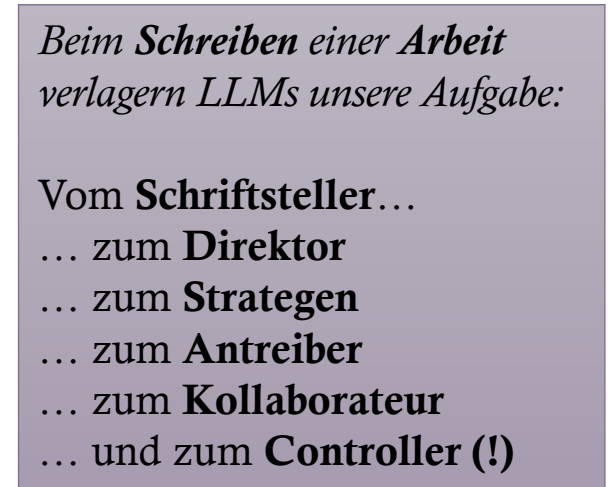 Beim Schreiben einer Arbeit
verlagern LLMs unsere Aufgabe:
Vom Schriftsteller…
… zum Direktor
… zum Strategen
… zum Antreiber
… zum Kollaborateur
… und zum Controller (!)